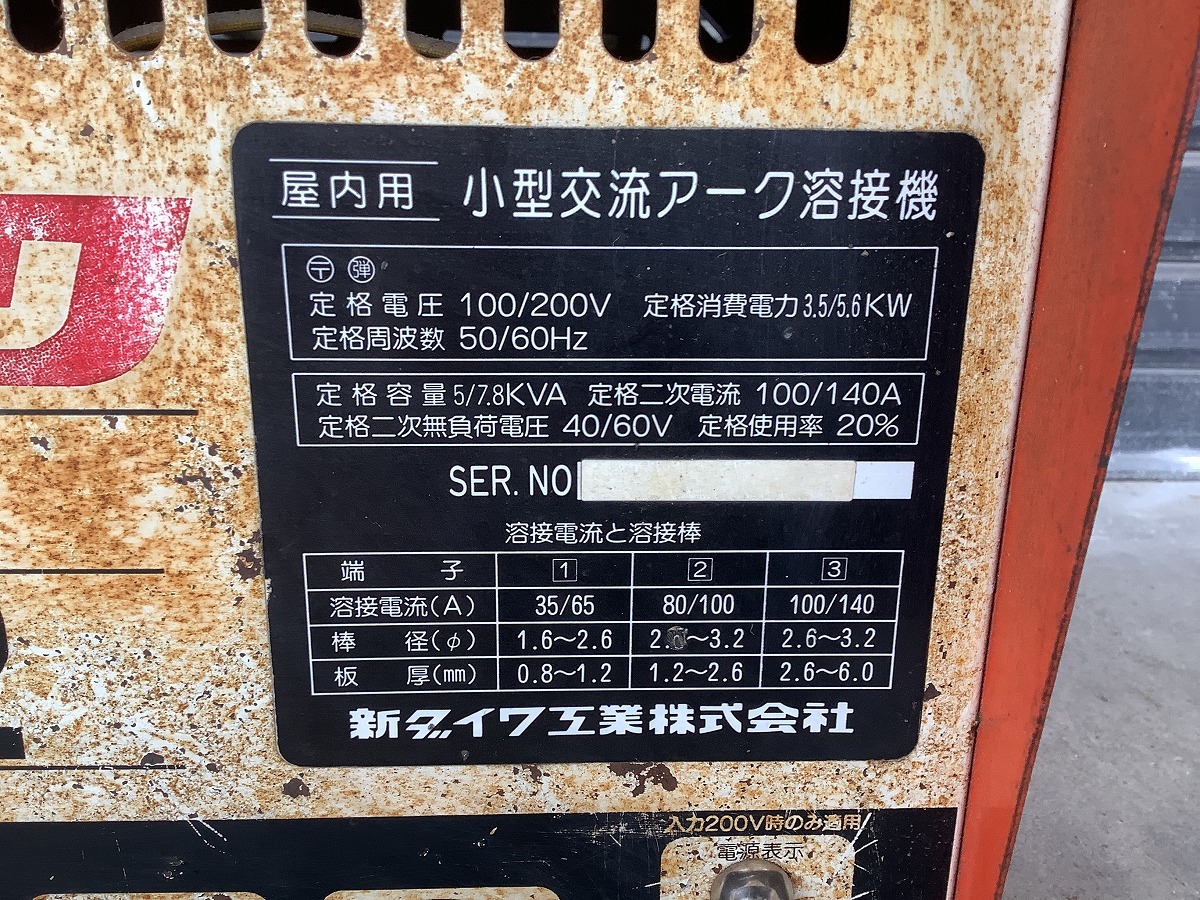 屋内用 小型交流アーク溶接機
〒 弾
定格電圧 100/200V 定格消費電力 3.5/5.6KW
定格周波数 50/60Hz
定格容量 5/7.8KVA 定格二次電流 100/140A
定格二次無負荷電圧 40/60V 定格使用率 20%
SER. NO
溶接電流と溶接棒
端子 1 2 3
溶接電流(A) 35/65 80/100 100/140
棒径(φ) 1.6〜2.6 〜3.2 2.6〜3.2
板厚(mm) 0.8〜1.2 1.2〜2.6 2.6〜6.0
新ダイワ工業株式会社
入力200V時のみ適用
電源表示